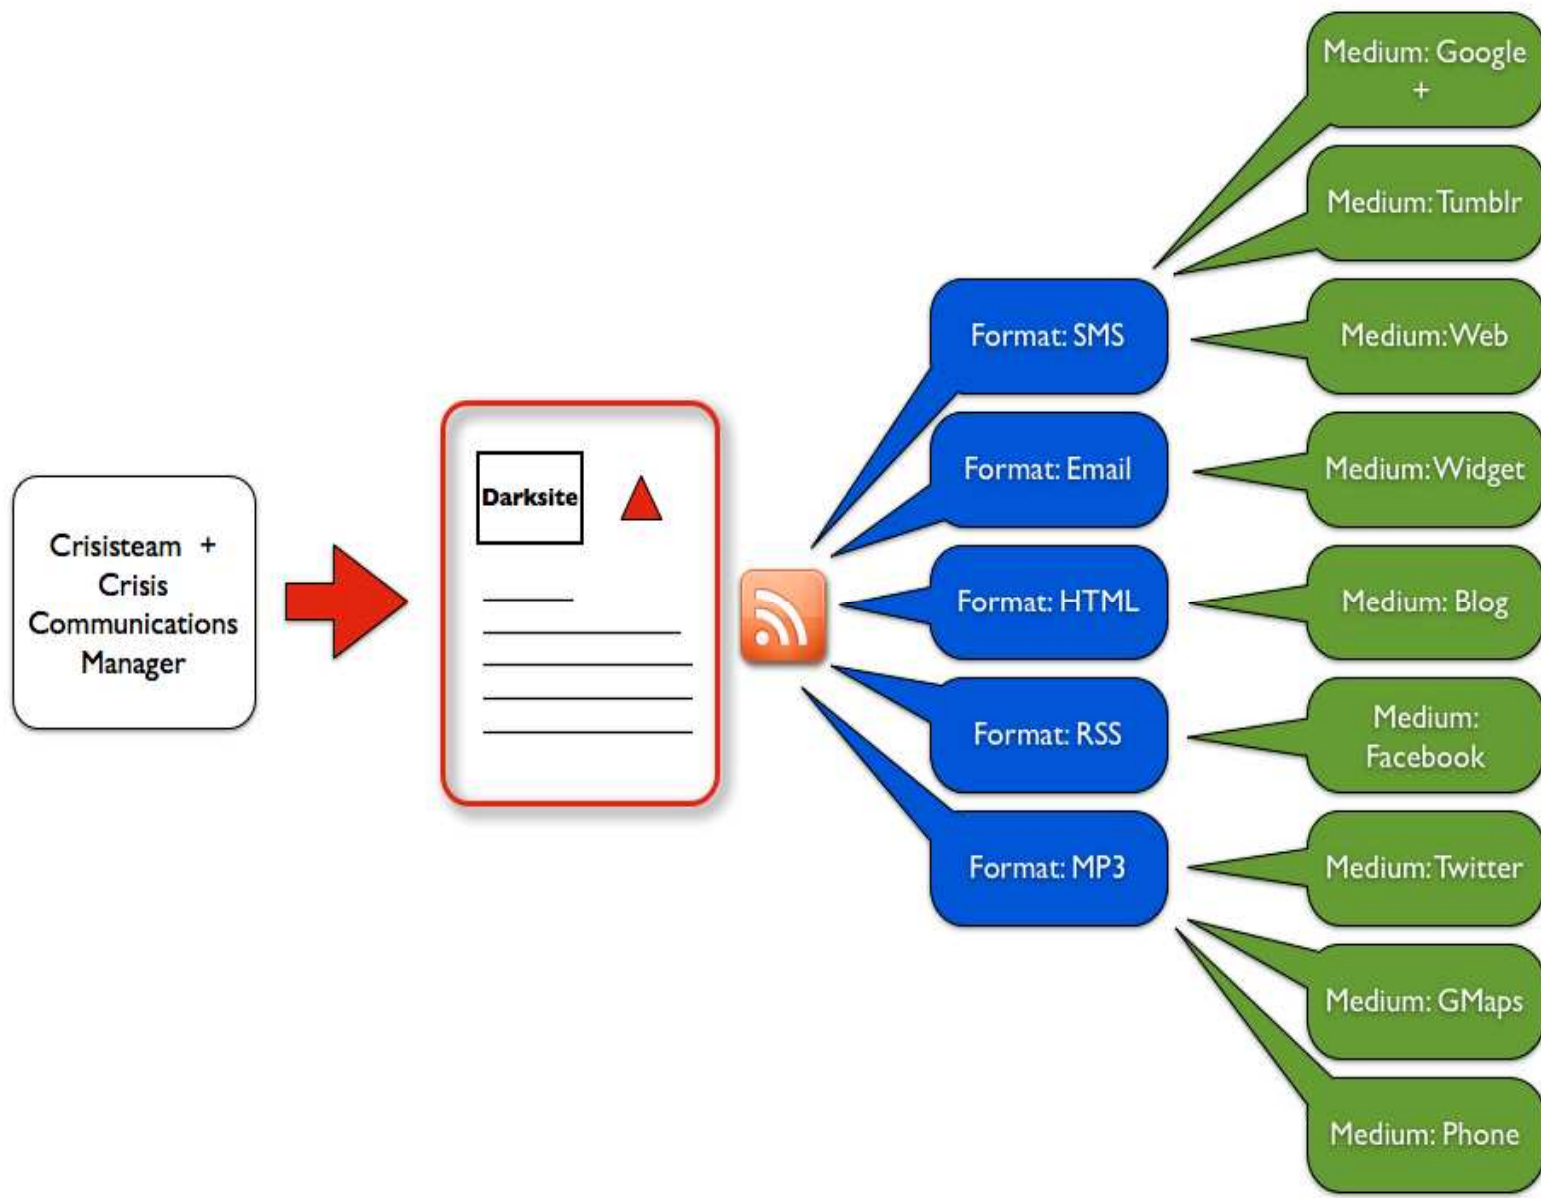 Crisisteam +
Crisis
Communications
Manager
Darksite
Format: SMS
Format: Email
Format: HTML
Format: RSS
Format: MP3
Medium: Google
+
Medium: Tumblr
Medium: Web
Medium: Widget
Medium: Blog
Medium:
Facebook
Medium: Twitter
Medium: GMaps
Medium: Phone